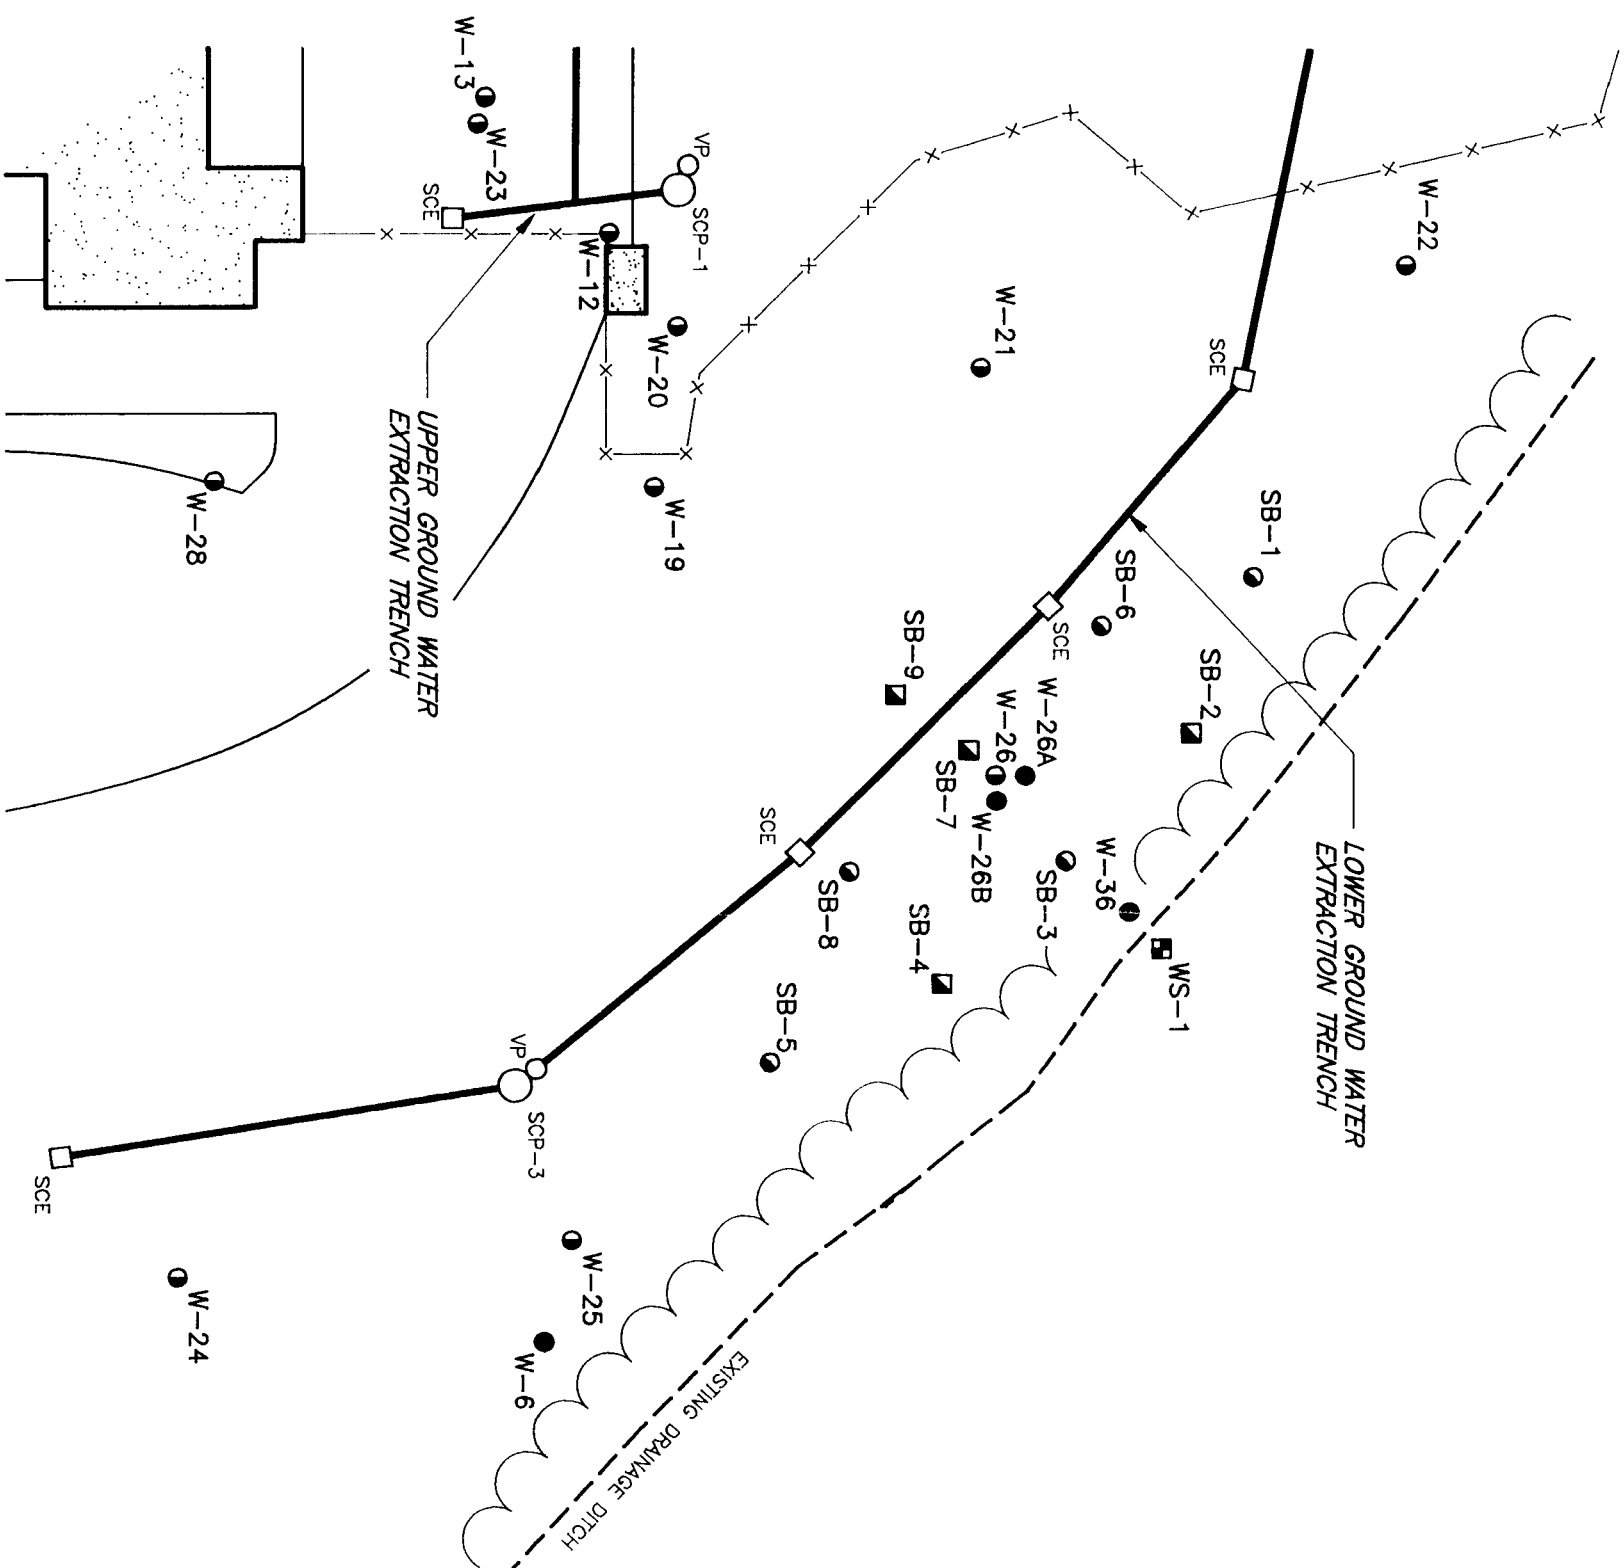 W-13
W-23
VP
SCP-1
SCE
W-12
W-20
W-19
W-28
UPPER GROUND WATER
EXTRACTION TRENCH
W-22
W-21
SCE
SB-1
SB-6
SCE
SB-2
SB-9
W-26A
W-26
SB-7
W-26B
SB-3
W-36
WS-1
LOWER GROUND WATER
EXTRACTION TRENCH
SCE
SB-8
SB-4
SB-5
VP
SCP-3
SCE
W-25
W-24
W-6
EXISTING DRAINAGE DITCH